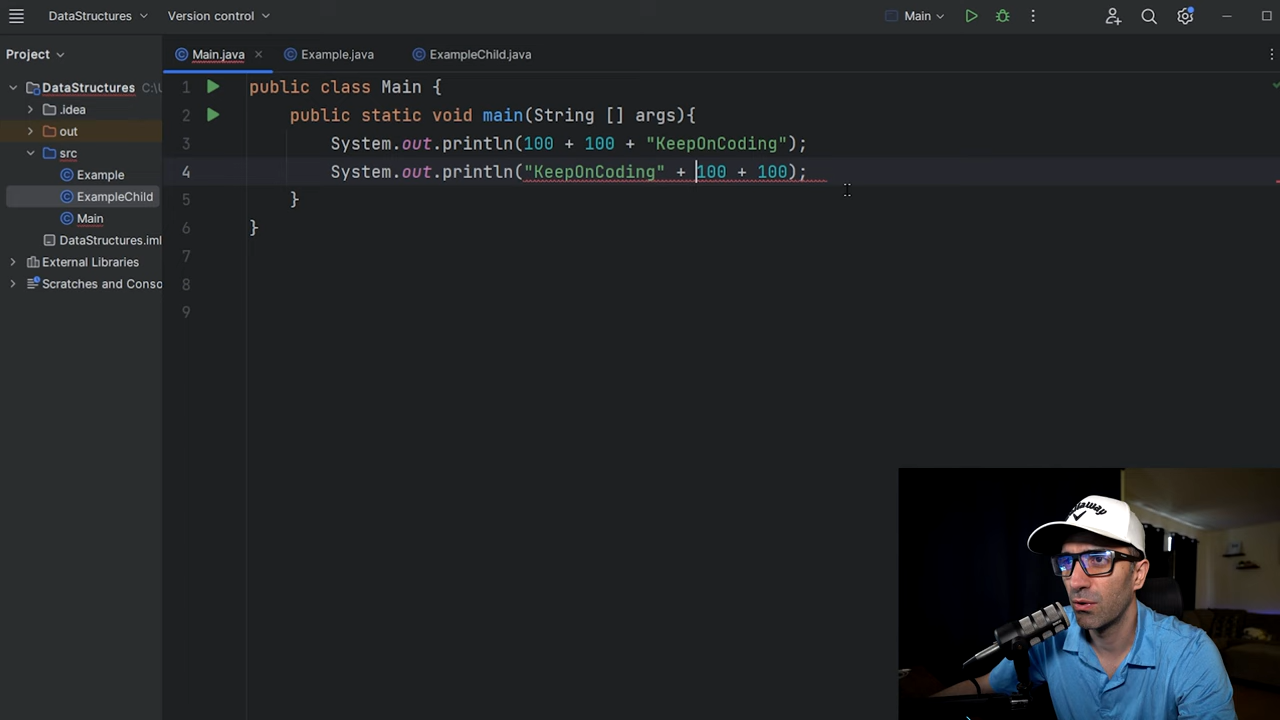 DataStructures Version control Main
Project Main.java Example.java ExampleChild.java
DataStructures C:\U
.idea
out
src
Example
ExampleChild
Main
DataStructures.iml
External Libraries
Scratches and Conso
1 public class Main {
2 public static void main(String [] args){
3 System.out.println(100 + 100 + "KeepOnCoding");
4 System.out.println("KeepOnCoding" + 100 + 100);
5 }
6 }
7
8
9